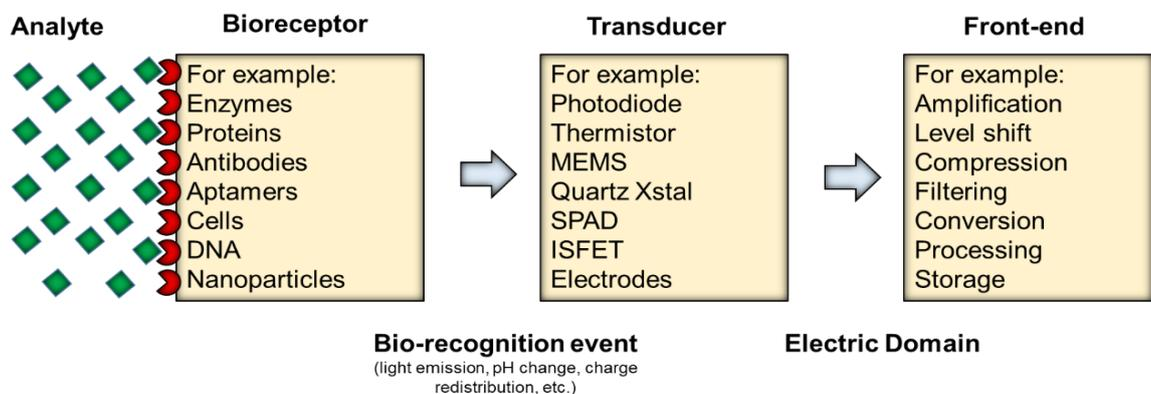 Analyte
Bioreceptor
For example:
Enzymes
Proteins
Antibodies
Aptamers
Cells
DNA
Nanoparticles
Transducer
For example:
Photodiode
Thermistor
MEMS
Quartz Xstal
SPAD
ISFET
Electrodes
Front-end
For example:
Amplification
Level shift
Compression
Filtering
Conversion
Processing
Storage
Bio-recognition event
(light emission, pH change, charge
redistribution, etc.)
Electric Domain